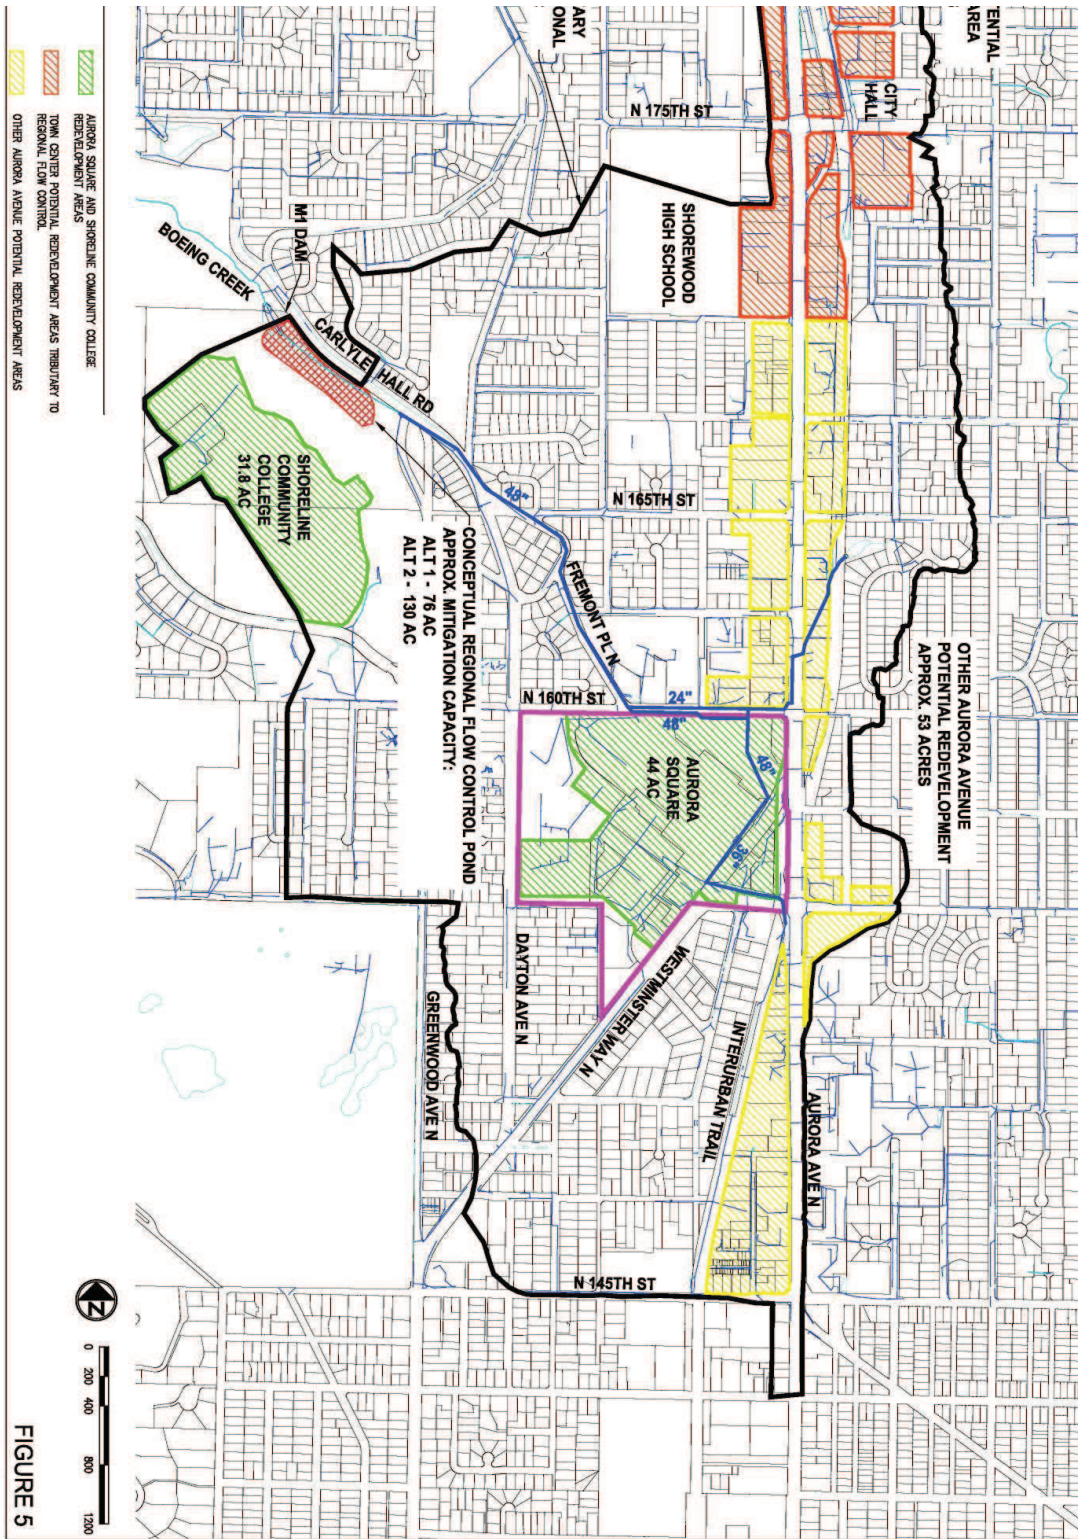 TENTIAL
AREA
CITY
HALL
ARY
ONAL
N 175TH ST
SHOREWOOD
HIGH SCHOOL
M1 DAM
BOEING CREEK
CARLYLE
HALL RD
SHORELINE
COMMUNITY
COLLEGE
31.8 AC
48"
N 165TH ST
FREMONT PL N
CONCEPTUAL REGIONAL FLOW CONTROL POND
APPROX. MITIGATION CAPACITY:
ALT 1 - 76 AC
ALT 2 - 130 AC
OTHER AURORA AVENUE
POTENTIAL REDEVELOPMENT
APPROX. 53 ACRES
N 160TH ST
24"
48"
48"
36"
AURORA
SQUARE
44 AC
WESTMINSTIER WAY N
DAYTON AVE N
GREENWOOD AVE N
INTERURBAN TRAIL
AURORA AVE N
N 145TH ST
AURORA SQUARE AND SHORELINE COMMUNITY COLLEGE
REDEVELOPMENT AREAS
TOWN CENTER POTENTIAL REDEVELOPMENT AREAS TRIBUTARY TO
REGIONAL FLOW CONTROL
OTHER AURORA AVENUE POTENTIAL REDEVELOPMENT AREAS
N
0 200 400 800 1200
FIGURE 5